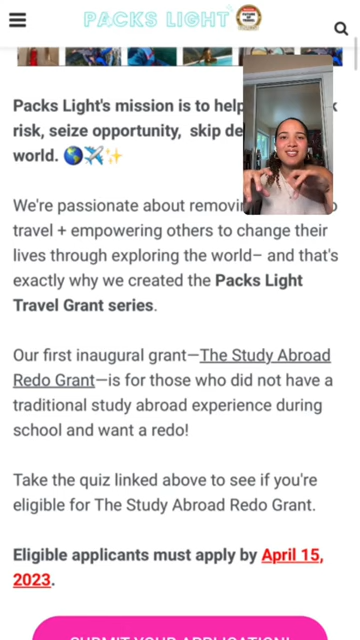 PACKS LIGHT
Packs Light's mission is to help
risk, seize opportunity, skip de
world. 🌎✈️✨
We're passionate about removi
travel + empowering others to change their
lives through exploring the world– and that's
exactly why we created the Packs Light
Travel Grant series.
Our first inaugural grant—The Study Abroad
Redo Grant—is for those who did not have a
traditional study abroad experience during
school and want a redo!
Take the quiz linked above to see if you're
eligible for The Study Abroad Redo Grant.
Eligible applicants must apply by April 15,
2023.
SUBMIT YOUR APPLICATION!